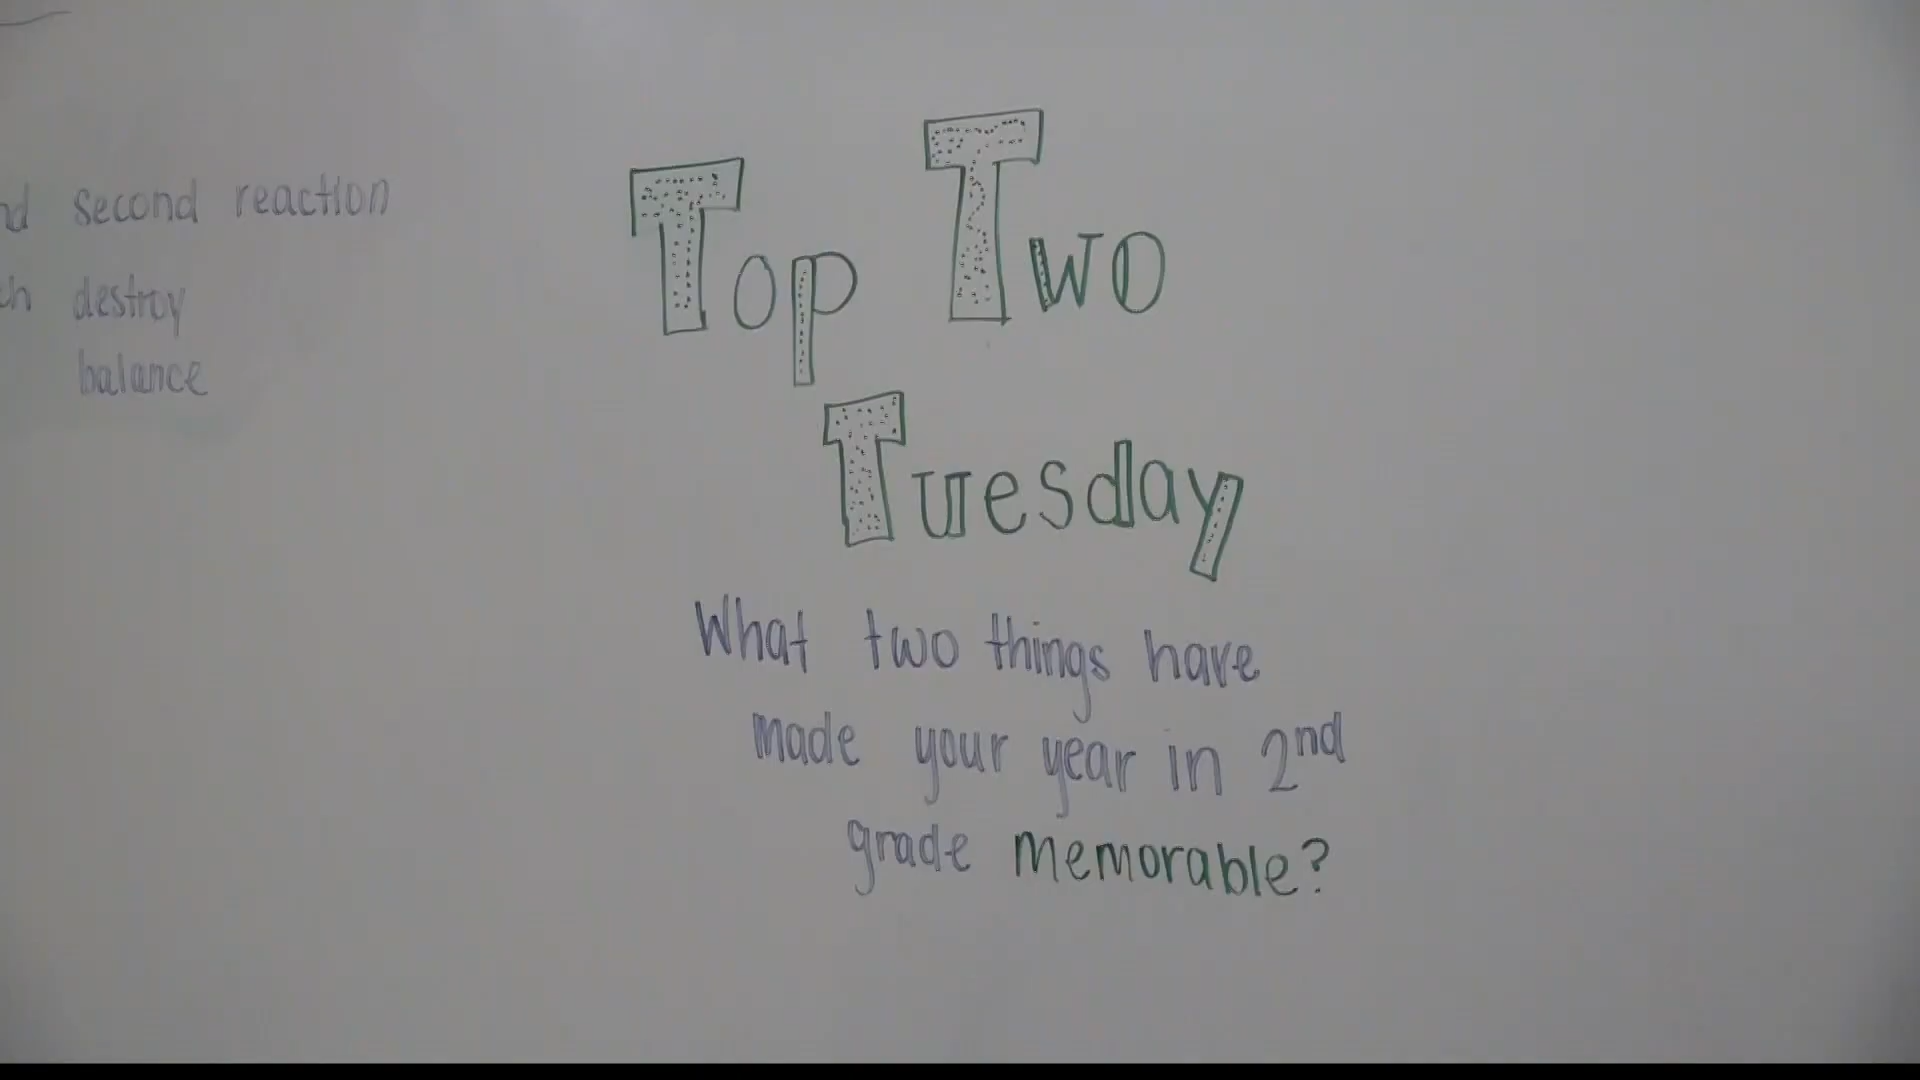 second reaction
destroy
balance
Top Two
Tuesday
What two things have
made your year in 2nd
grade memorable?